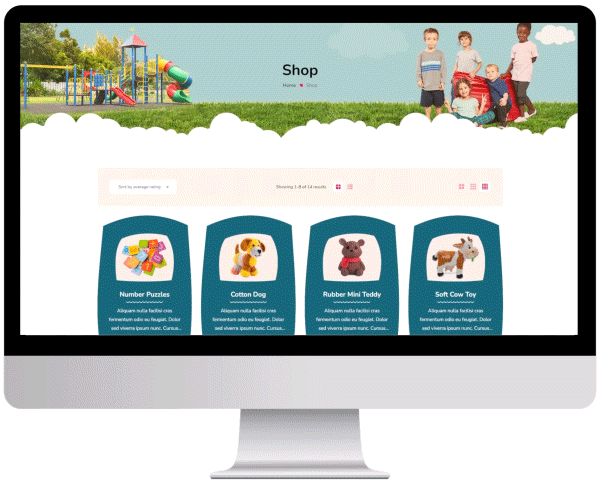 Shop
Home Shop
Sort by average rating
Showing 1–8 of 14 results
Number Puzzles
Aliquam nulla facilisi cras
fermentum odio eu feugiat. Dolor
sed viverra ipsum nunc. Cursus...
Cotton Dog
Aliquam nulla facilisi cras
fermentum odio eu feugiat. Dolor
sed viverra ipsum nunc. Cursus...
Rubber Mini Teddy
Aliquam nulla facilisi cras
fermentum odio eu feugiat. Dolor
sed viverra ipsum nunc. Cursus...
Soft Cow Toy
Aliquam nulla facilisi cras
fermentum odio eu feugiat. Dolor
sed viverra ipsum nunc. Cursus...